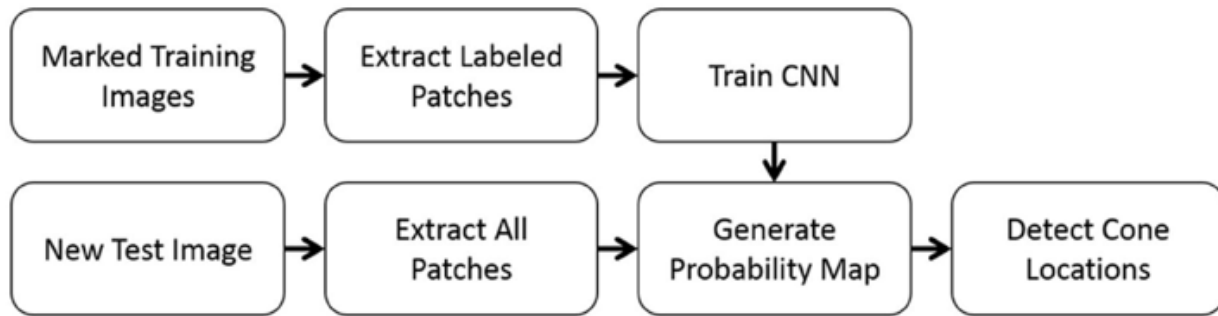 Marked Training
Images
Extract Labeled
Patches
Train CNN
New Test Image
Extract All
Patches
Generate
Probability Map
Detect Cone
Locations